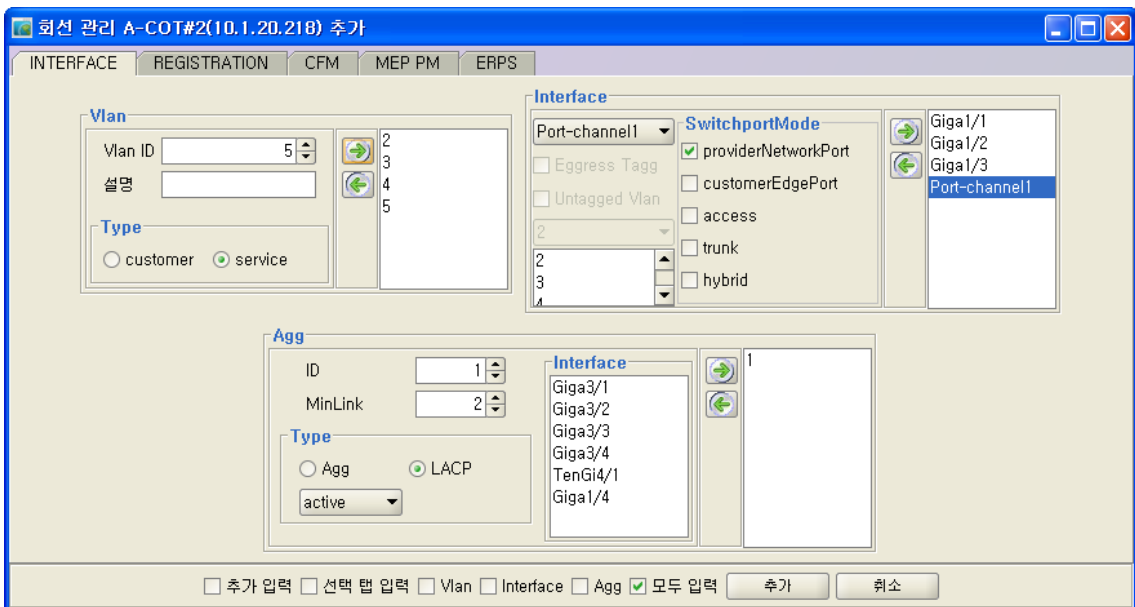 회선 관리 A-COT#2(10.1.20.218) 추가
INTERFACE REGISTRATION CFM MEP PM ERPS
Vlan
Vlan ID 5
설명
Type
customer service
2
3
4
5
Interface
Port-channel1
Eggress Tagg
Untagged Vlan
2
2
3
4
SwitchportMode
providerNetworkPort
customerEdgePort
access
trunk
hybrid
Giga1/1
Giga1/2
Giga1/3
Port-channel1
Agg
ID 1
MinLink 2
Type
Agg LACP
active
Interface
Giga3/1
Giga3/2
Giga3/3
Giga3/4
TenGi4/1
Giga1/4
1
추가 입력 선택 탭 입력 Vlan Interface Agg 모두 입력 추가 취소